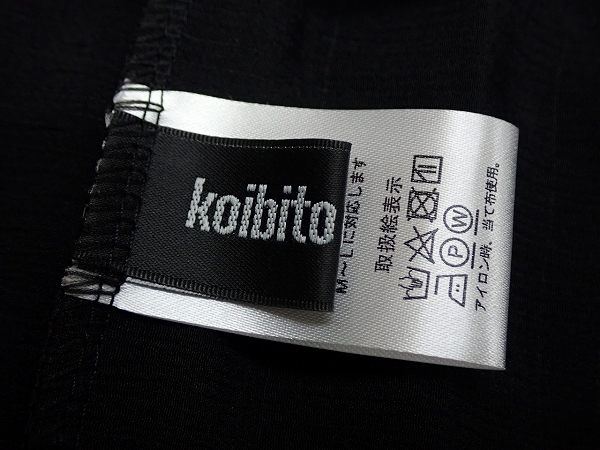 koibito
M～Lに対応します
取扱絵表示
P W
アイロン時、当て布使用。